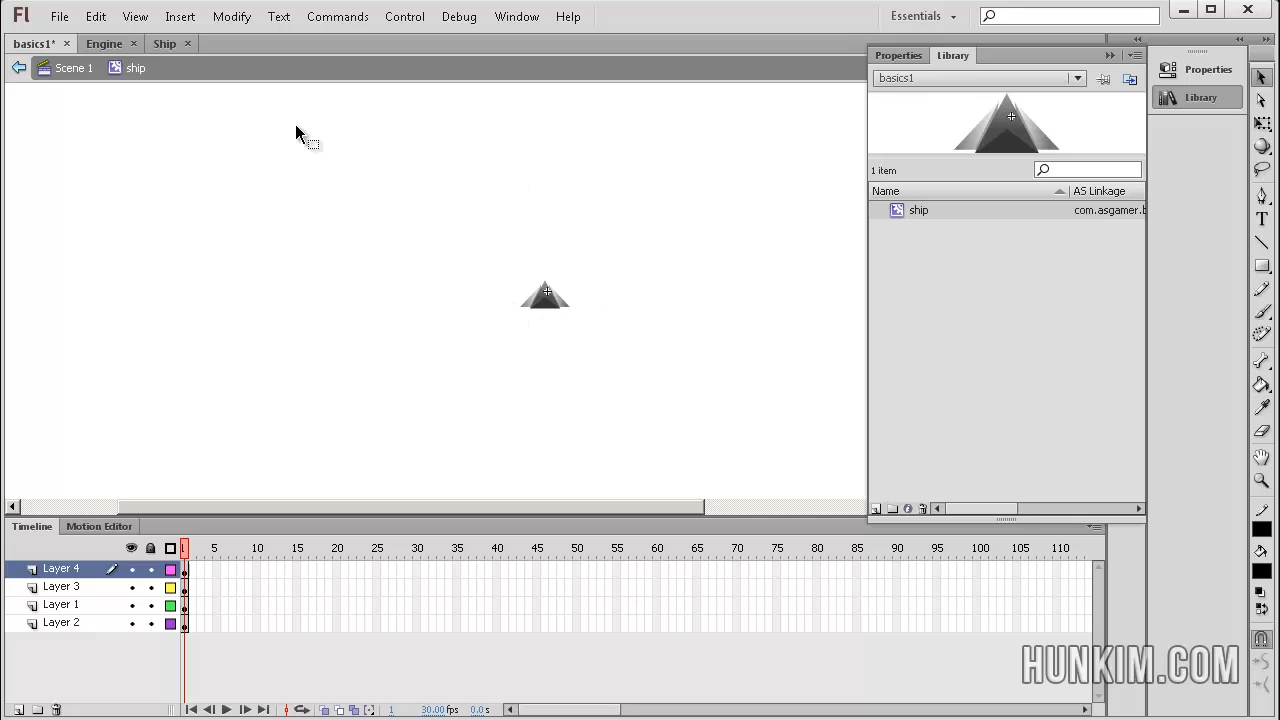 Fl File Edit View Insert Modify Text Commands Control Debug Window Help Essentials
basics1* × Engine × Ship ×
Scene 1 ship
Properties Library
basics1
1 item
Name AS Linkage
ship com.asgamer.b
Properties
Library
Timeline Motion Editor
1 5 10 15 20 25 30 35 40 45 50 55 60 65 70 75 80 85 90 95 100 105 110
Layer 4
Layer 3
Layer 1
Layer 2
1 30.00 fps 0.0 s
HUNKIM.COM